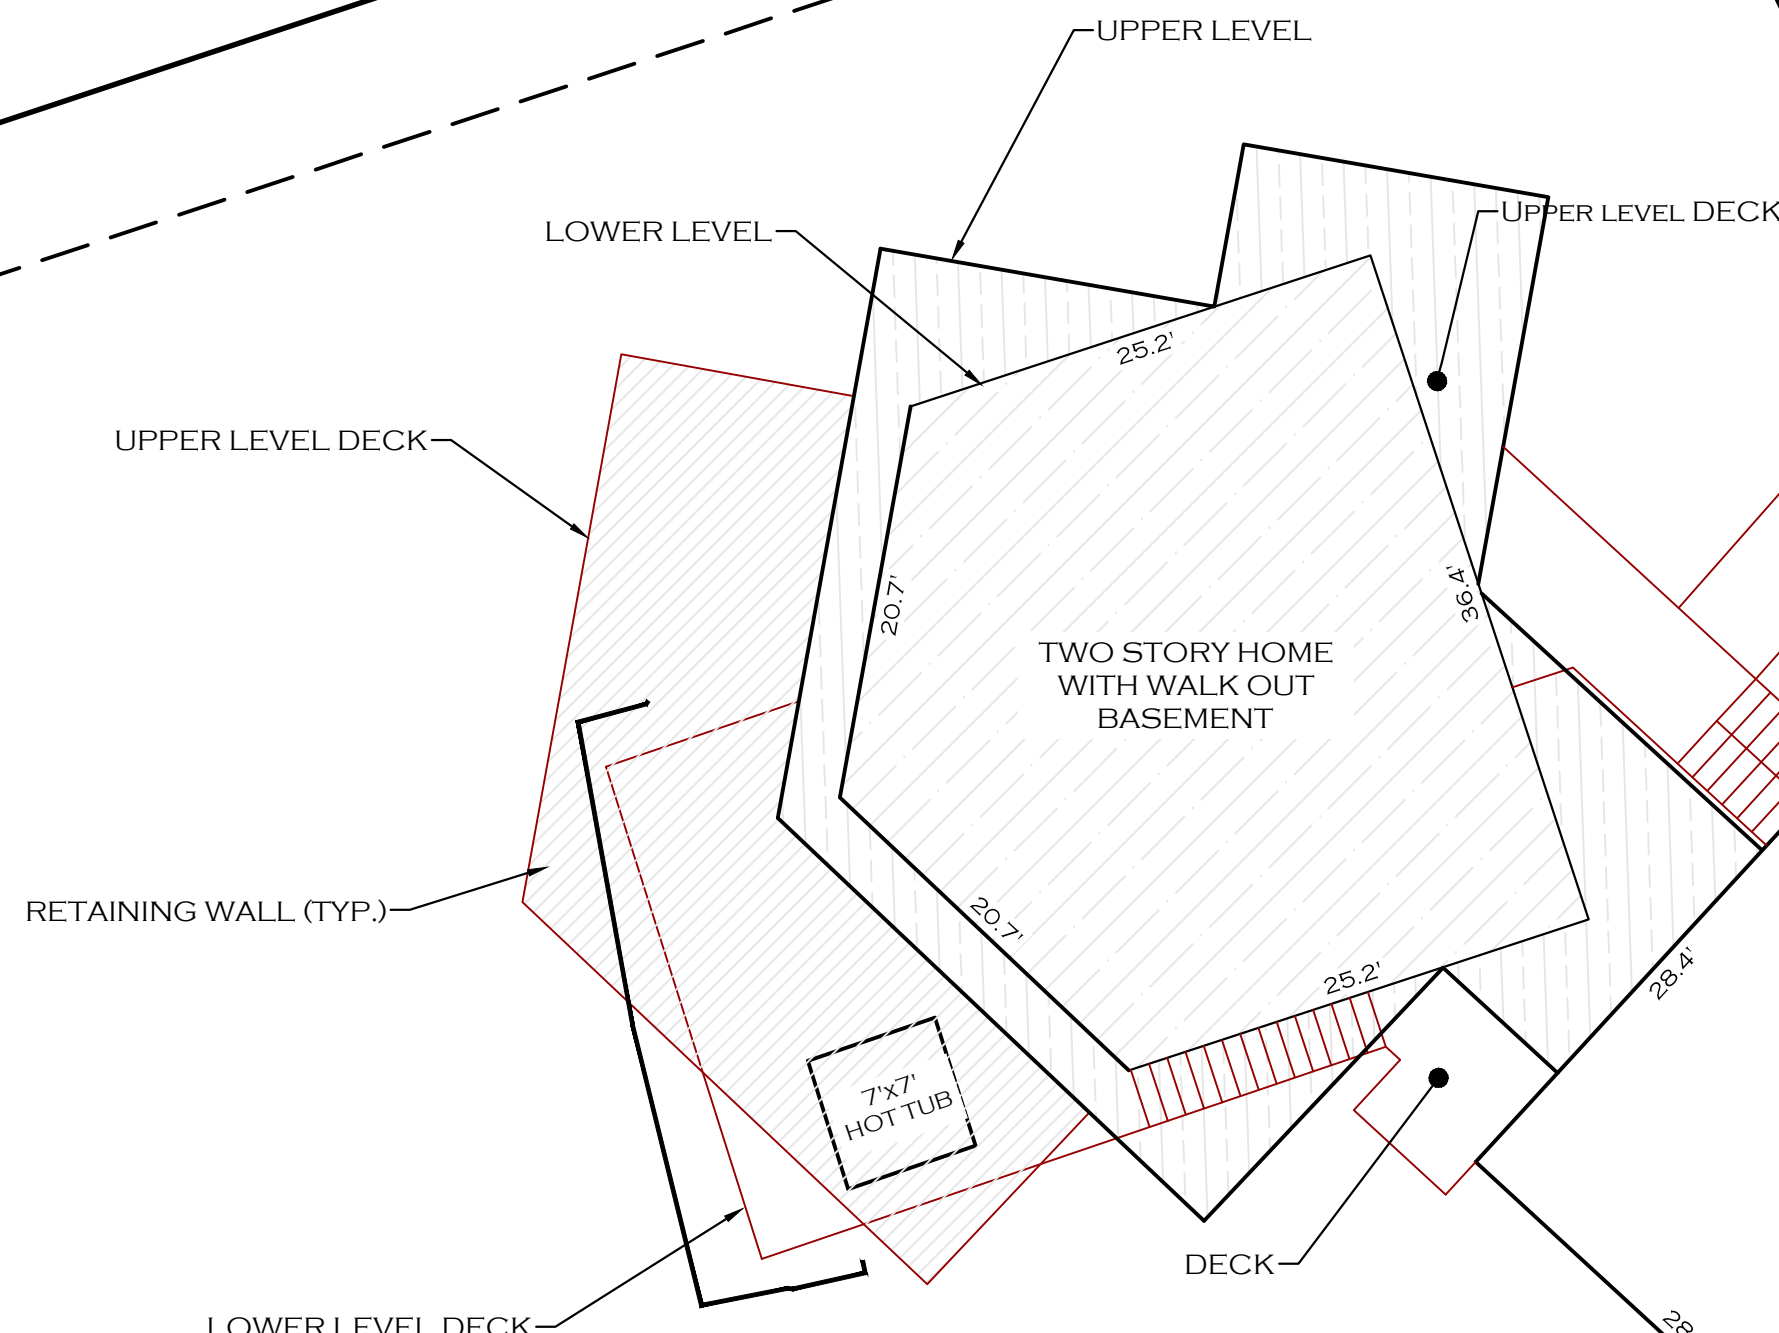 UPPER LEVEL
UPPER LEVEL DECK
LOWER LEVEL
25.2'
UPPER LEVEL DECK
20.7'
36.4'
TWO STORY HOME
WITH WALK OUT
BASEMENT
RETAINING WALL (TYP.)
20.7'
25.2'
28.4'
7'x7'
HOT TUB
DECK
LOWER LEVEL DECK
28